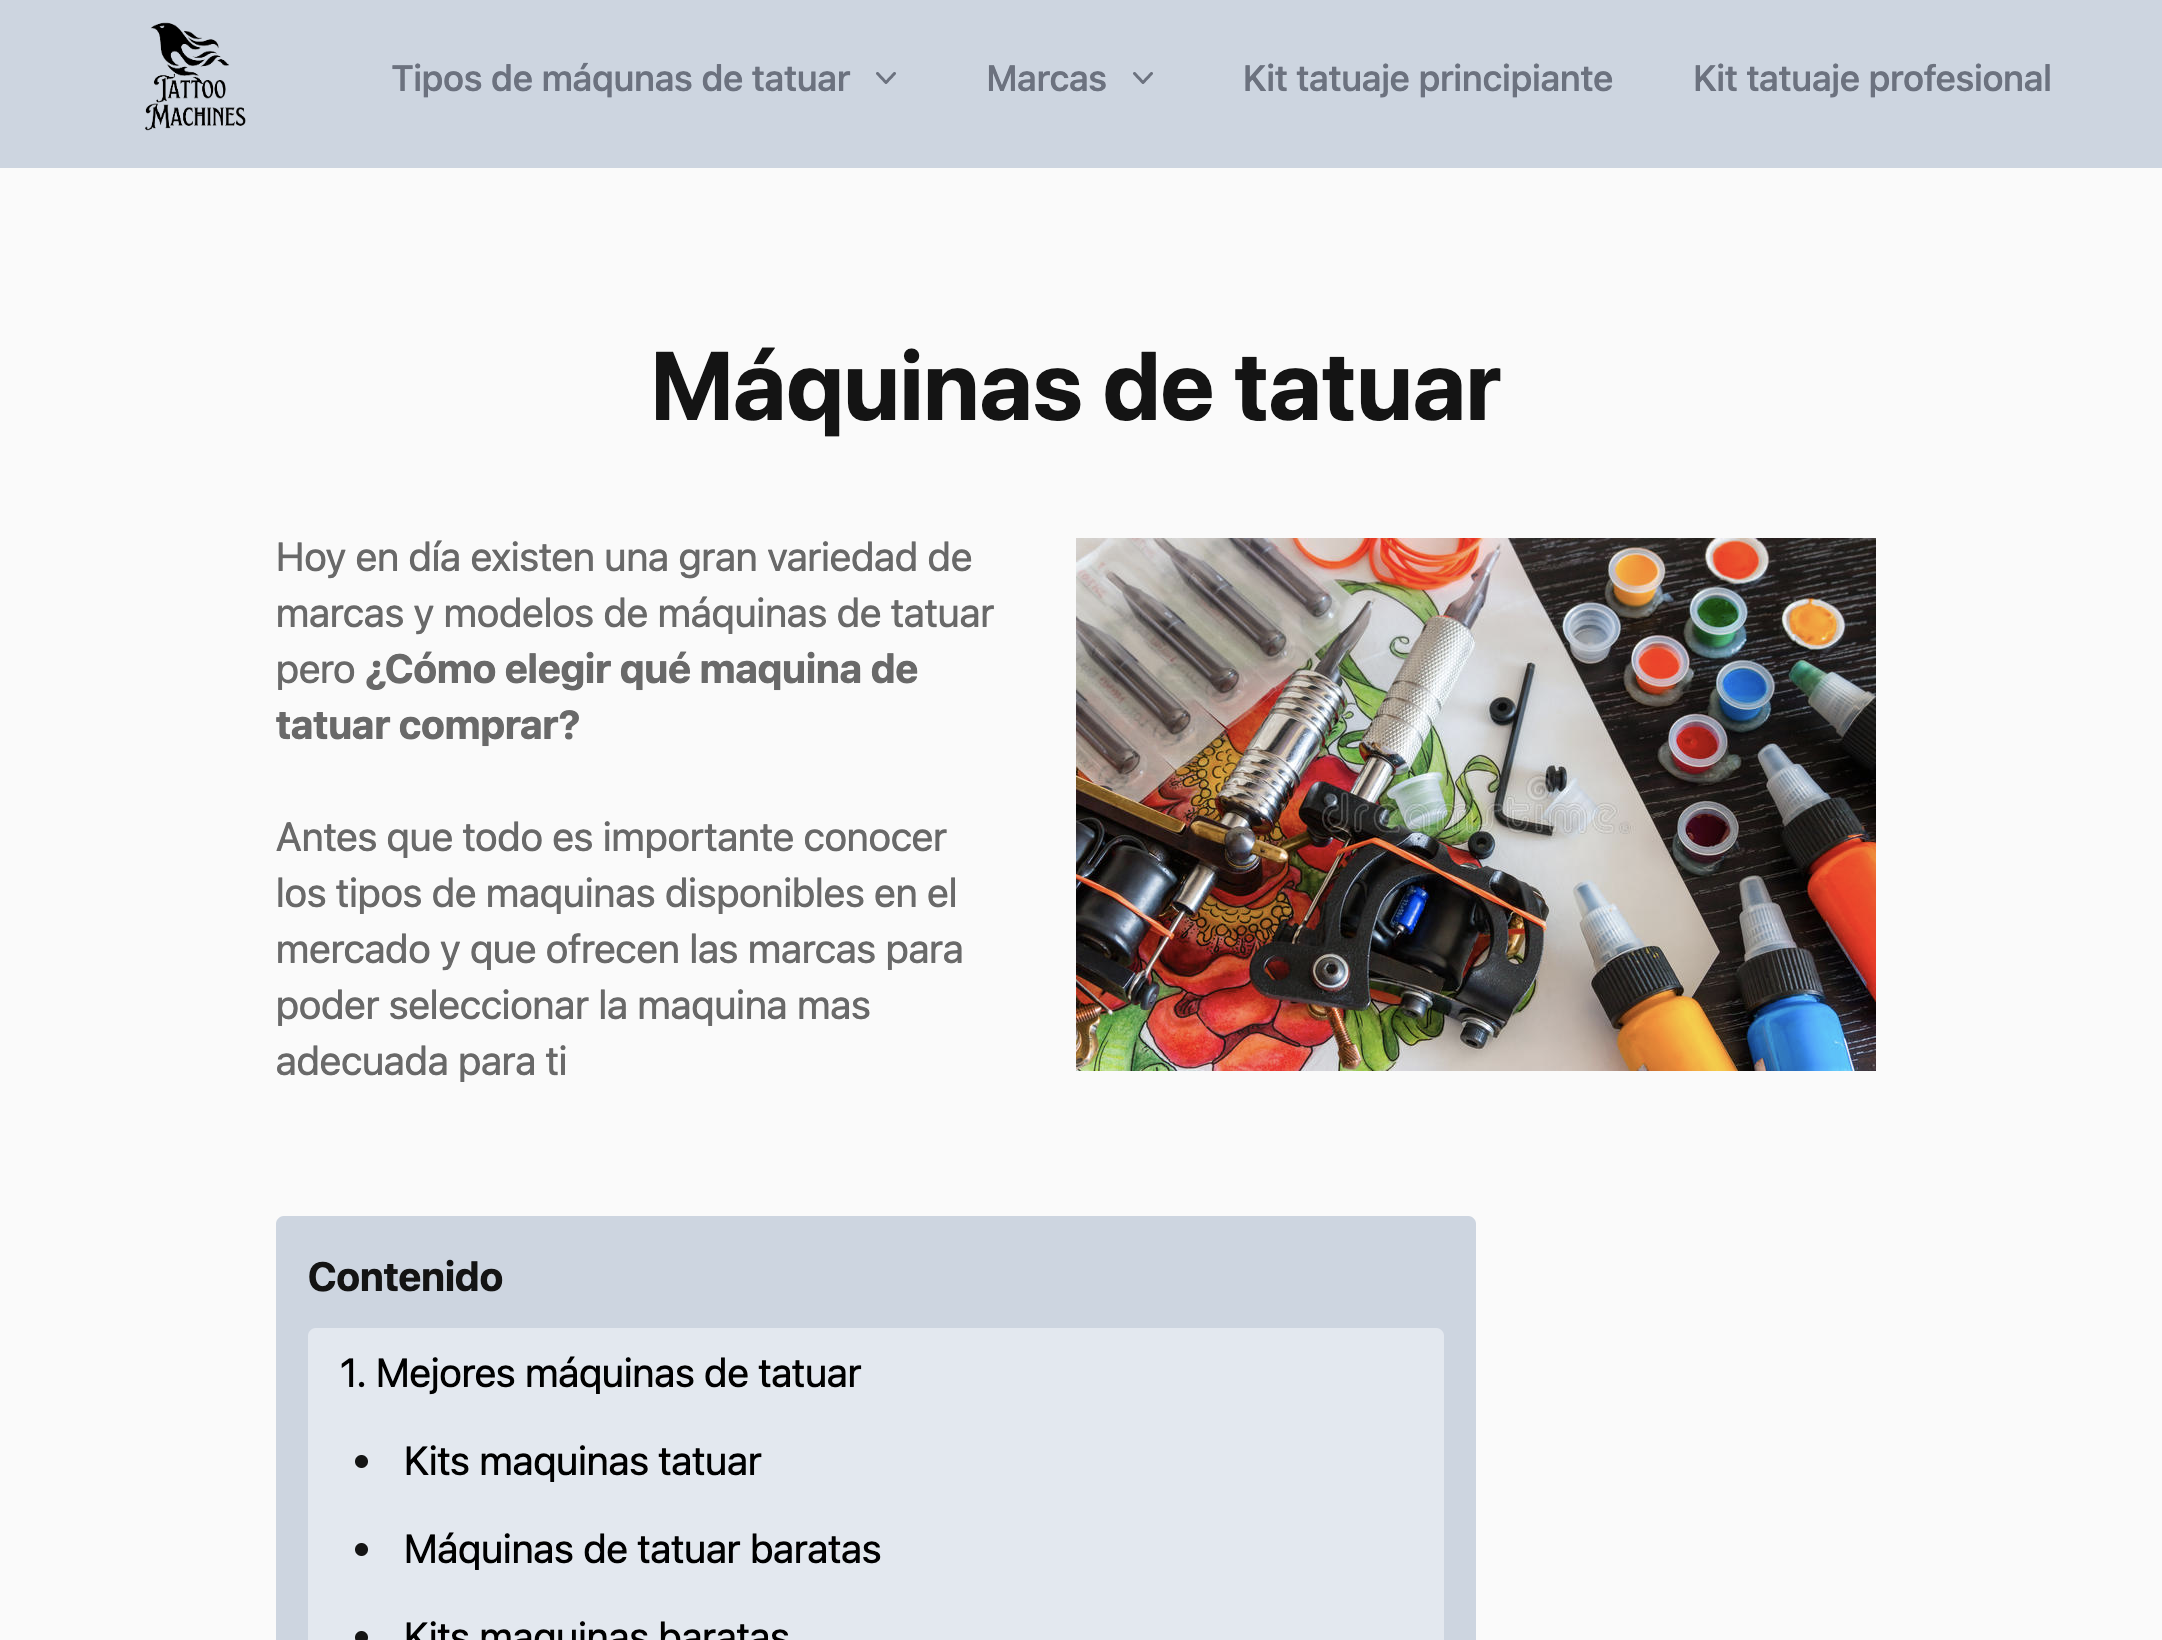 TATTOO
MACHINES
Tipos de máqunas de tatuar
Marcas
Kit tatuaje principiante
Kit tatuaje profesional
Máquinas de tatuar
Hoy en día existen una gran variedad de
marcas y modelos de máquinas de tatuar
pero ¿Cómo elegir qué maquina de
tatuar comprar?
Antes que todo es importante conocer
los tipos de maquinas disponibles en el
mercado y que ofrecen las marcas para
poder seleccionar la maquina mas
adecuada para ti
dreamstime.
Contenido
1. Mejores máquinas de tatuar
• Kits maquinas tatuar
• Máquinas de tatuar baratas
• Kits maquinas baratas